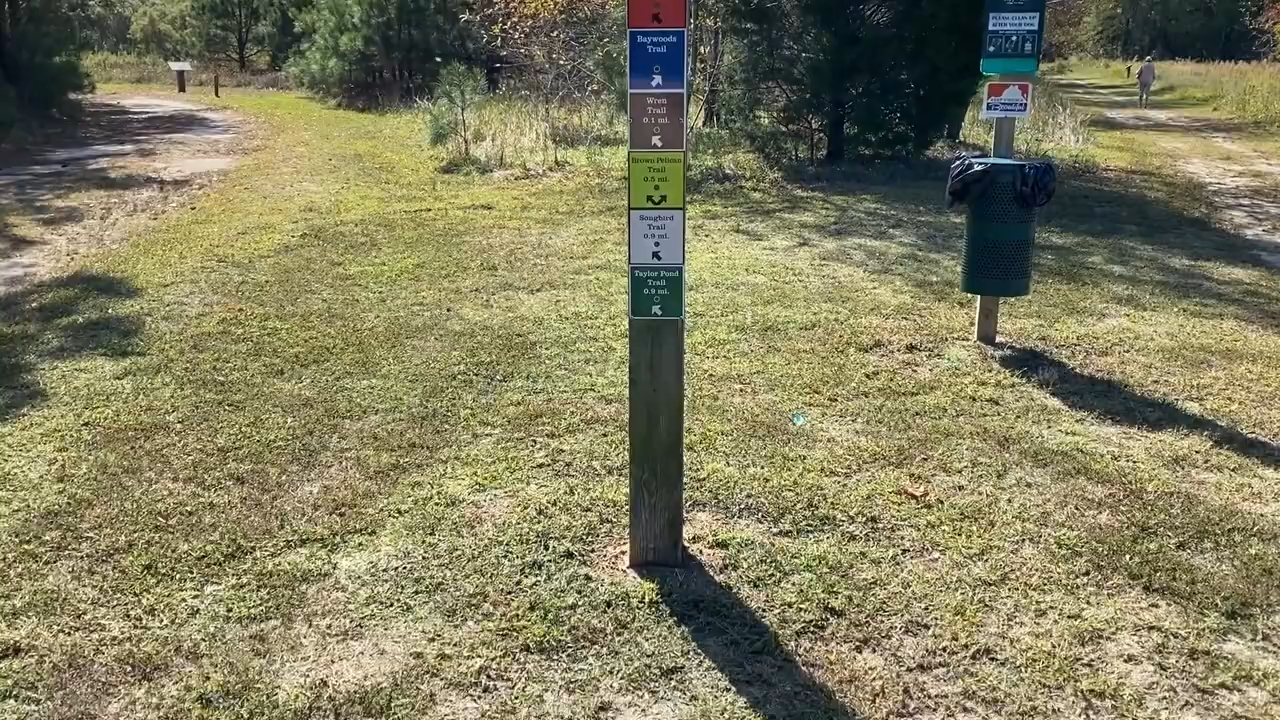 Baywoods
Trail
Wren
Trail
0.1 mi.
Brown Pelican
Trail
0.5 mi.
Songbird
Trail
0.9 mi.
Taylor Pond
Trail
0.9 mi.
PLEASE CLEAN UP
AFTER YOUR DOG
Beautiful